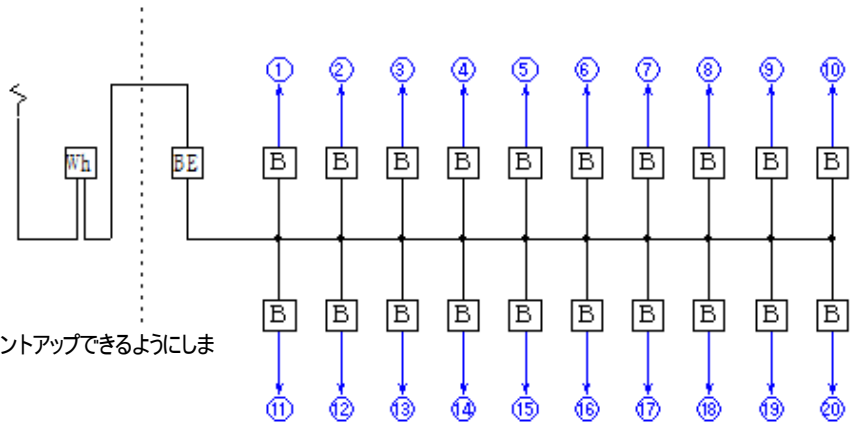 ① ② ③ ④ ⑤ ⑥ ⑦ ⑧ ⑨ ⑩
Wh BE B B B B B B B B B B
B B B B B B B B B B
ントアップできるようにしま
⑪ ⑫ ⑬ ⑭ ⑮ ⑯ ⑰ ⑱ ⑲ ⑳